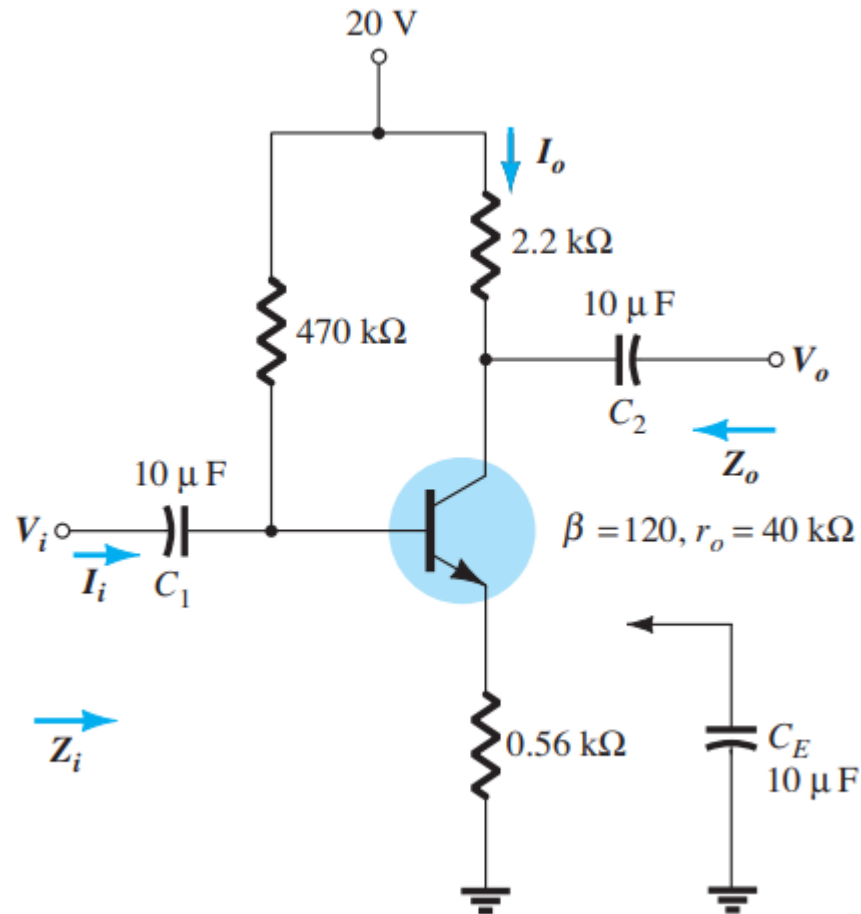 20 V
I_o
2.2 kΩ
10 μF
470 kΩ
V_o
C_2
Z_o
10 μF
V_i
β = 120, r_o = 40 kΩ
I_i
C_1
Z_i
0.56 kΩ
C_E
10 μF